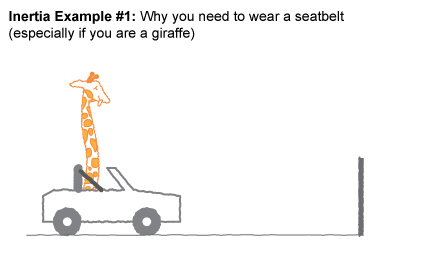 Inertia Example #1: Why you need to wear a seatbelt
(especially if you are a giraffe)